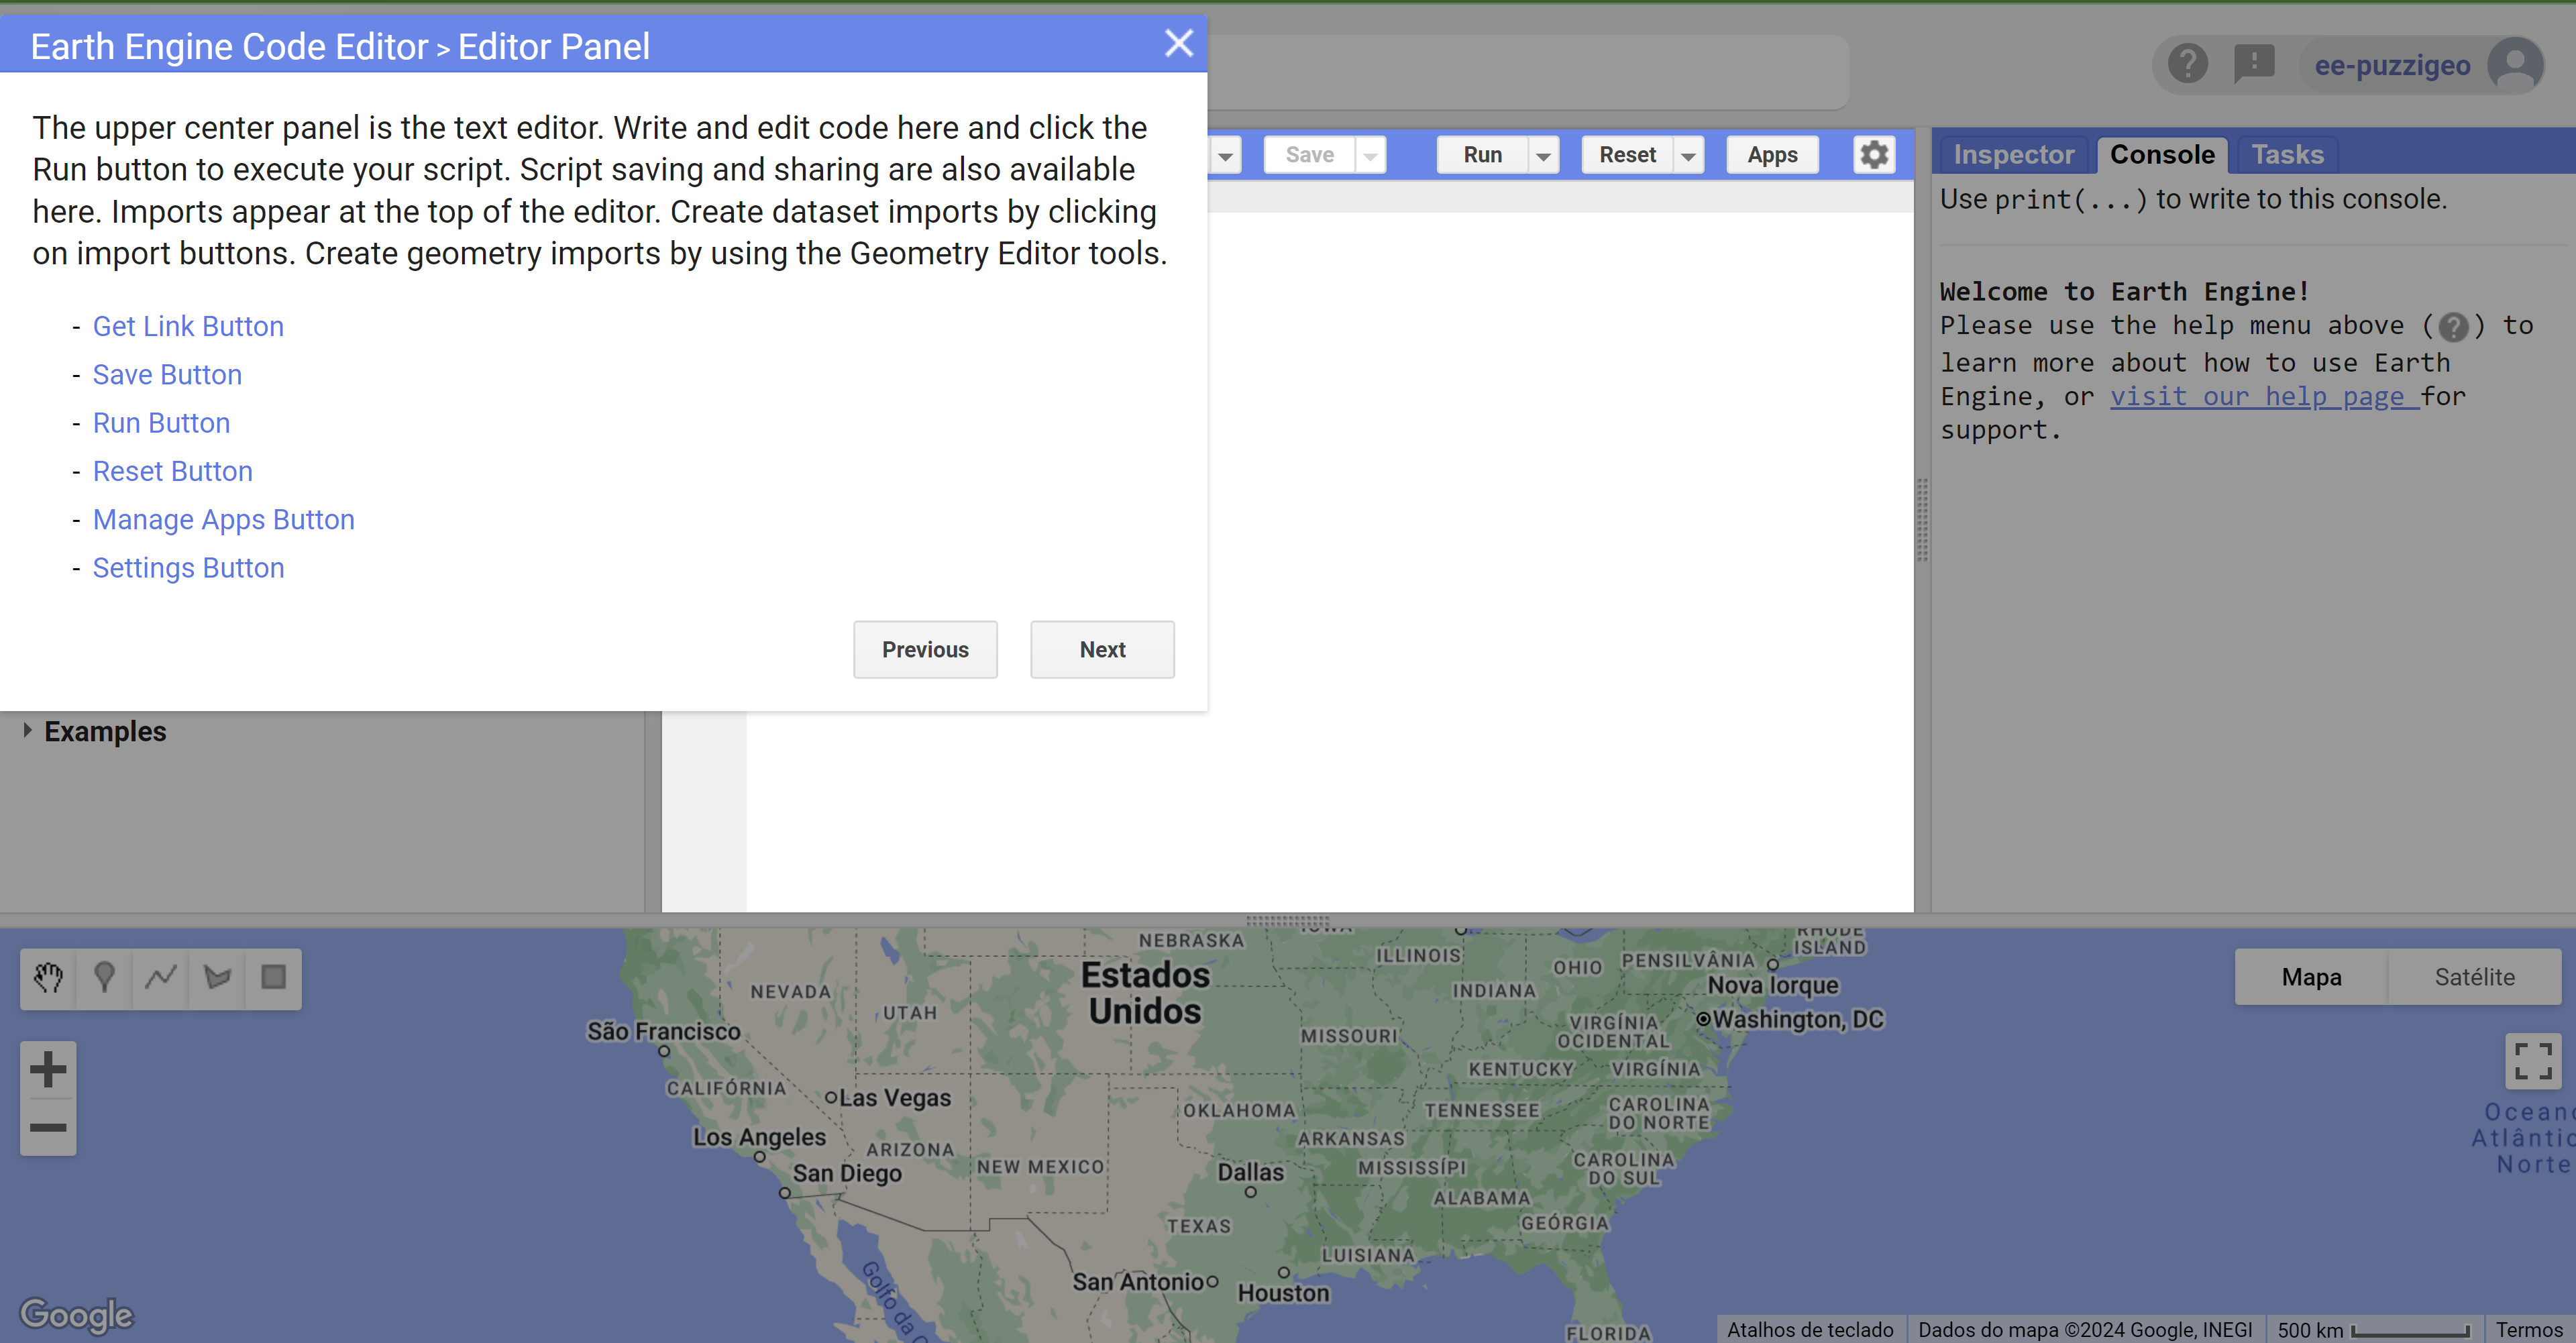 Earth Engine Code Editor > Editor Panel
The upper center panel is the text editor. Write and edit code here and click the
Run button to execute your script. Script saving and sharing are also available
here. Imports appear at the top of the editor. Create dataset imports by clicking
on import buttons. Create geometry imports by using the Geometry Editor tools.
- Get Link Button
- Save Button
- Run Button
- Reset Button
- Manage Apps Button
- Settings Button
Previous
Next
ee-puzzigeo
Save
Run
Reset
Apps
Inspector
Console
Tasks
Use print(...) to write to this console.
Welcome to Earth Engine!
Please use the help menu above (?) to
learn more about how to use Earth
Engine, or visit our help page for
support.
Examples
Mapa
Satélite
NEBRASKA
IOWA
RHODE
ISLAND
ILLINOIS
OHIO
PENSILVÂNIA
Estados
Unidos
NEVADA
INDIANA
Nova Iorque
UTAH
Washington, DC
São Francisco
MISSOURI
VIRGÍNIA
OCIDENTAL
KENTUCKY
VIRGÍNIA
CALIFÓRNIA
Las Vegas
OKLAHOMA
TENNESSEE
CAROLINA
DO NORTE
Los Angeles
ARIZONA
ARKANSAS
NEW MEXICO
MISSISSÍPI
San Diego
Dallas
CAROLINA
DO SUL
ALABAMA
TEXAS
GEÓRGIA
LUISIANA
San Antonio
Houston
Golfo da C
FLORIDA
Oceano
Atlântic
Norte
Google
Atalhos de teclado
Dados do mapa ©2024 Google, INEGI
500 km
Termos